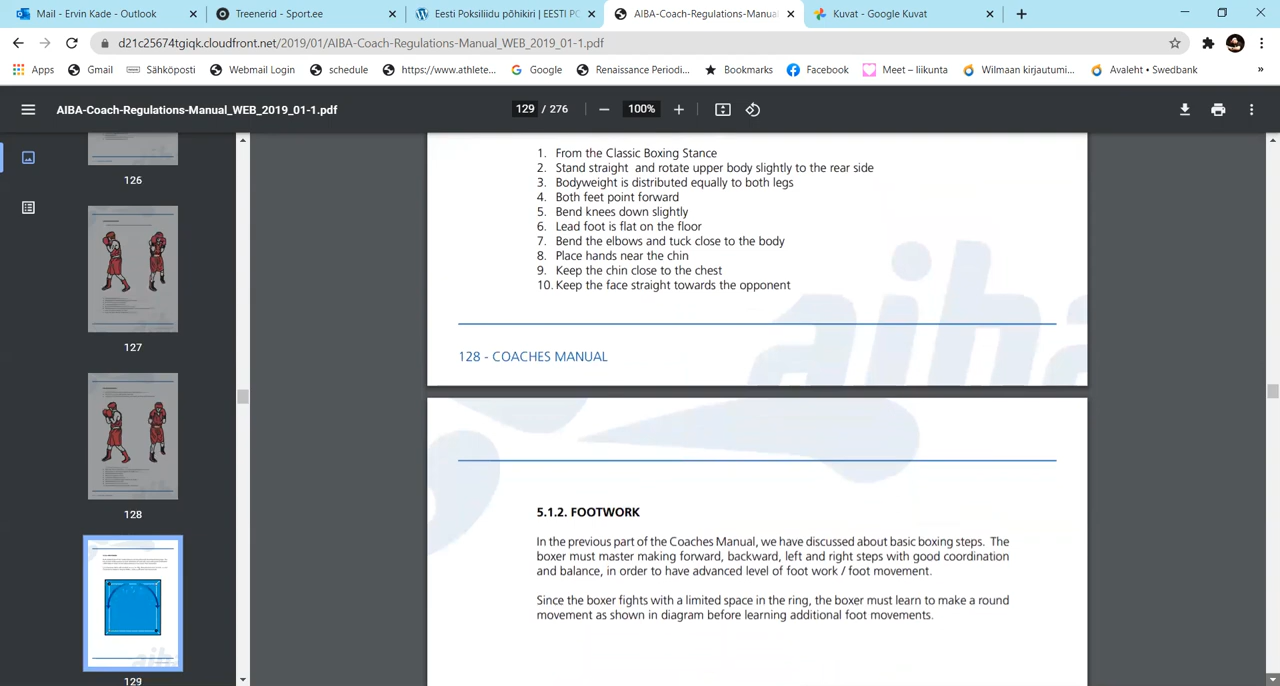 Mail - Ervin Kade - Outlook
Treenerid - Sport.ee
Eesti Poksiliidu põhikiri | EESTI PO
AIBA-Coach-Regulations-Manual
Kuvat - Google Kuvat
d21c25674tgiqk.cloudfront.net/2019/01/AIBA-Coach-Regulations-Manual_WEB_2019_01-1.pdf
Apps
Gmail
Sähköposti
Webmail Login
schedule
https://www.athlete...
Google
Renaissance Periodi...
Bookmarks
Facebook
Meet – liikunta
Wilmaan kirjautumi...
Avaleht • Swedbank
»
AIBA-Coach-Regulations-Manual_WEB_2019_01-1.pdf
129 / 276
100%
126
127
128
129
1. From the Classic Boxing Stance
2. Stand straight and rotate upper body slightly to the rear side
3. Bodyweight is distributed equally to both legs
4. Both feet point forward
5. Bend knees down slightly
6. Lead foot is flat on the floor
7. Bend the elbows and tuck close to the body
8. Place hands near the chin
9. Keep the chin close to the chest
10. Keep the face straight towards the opponent
aiba
128 - COACHES MANUAL
5.1.2. FOOTWORK
In the previous part of the Coaches Manual, we have discussed about basic boxing steps. The
boxer must master making forward, backward, left and right steps with good coordination
and balance, in order to have advanced level of foot work / foot movement.
Since the boxer fights with a limited space in the ring, the boxer must learn to make a round
movement as shown in diagram before learning additional foot movements.